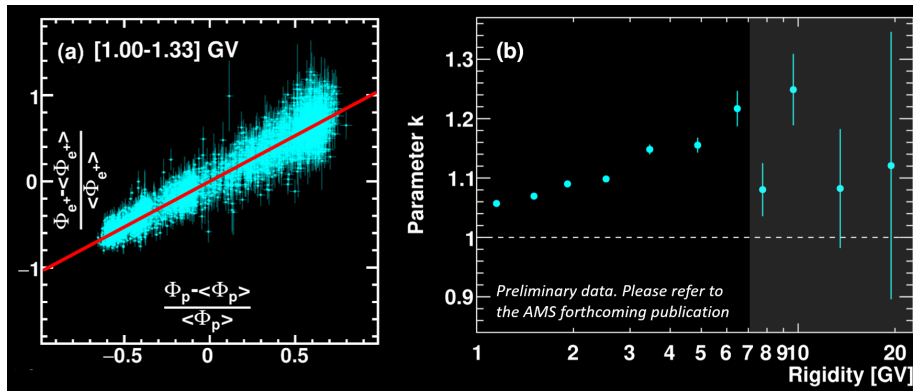 (a) [1.00-1.33] GV
1
0
−1
Φe+-<Φe+>
<Φe+>
Φp-<Φp>
<Φp>
−0.5 0 0.5
(b)
Parameter k
1.3
1.2
1.1
1
0.9
Preliminary data. Please refer to
the AMS forthcoming publication
1 2 3 4 5 6 7 8 9 10 20
Rigidity [GV]